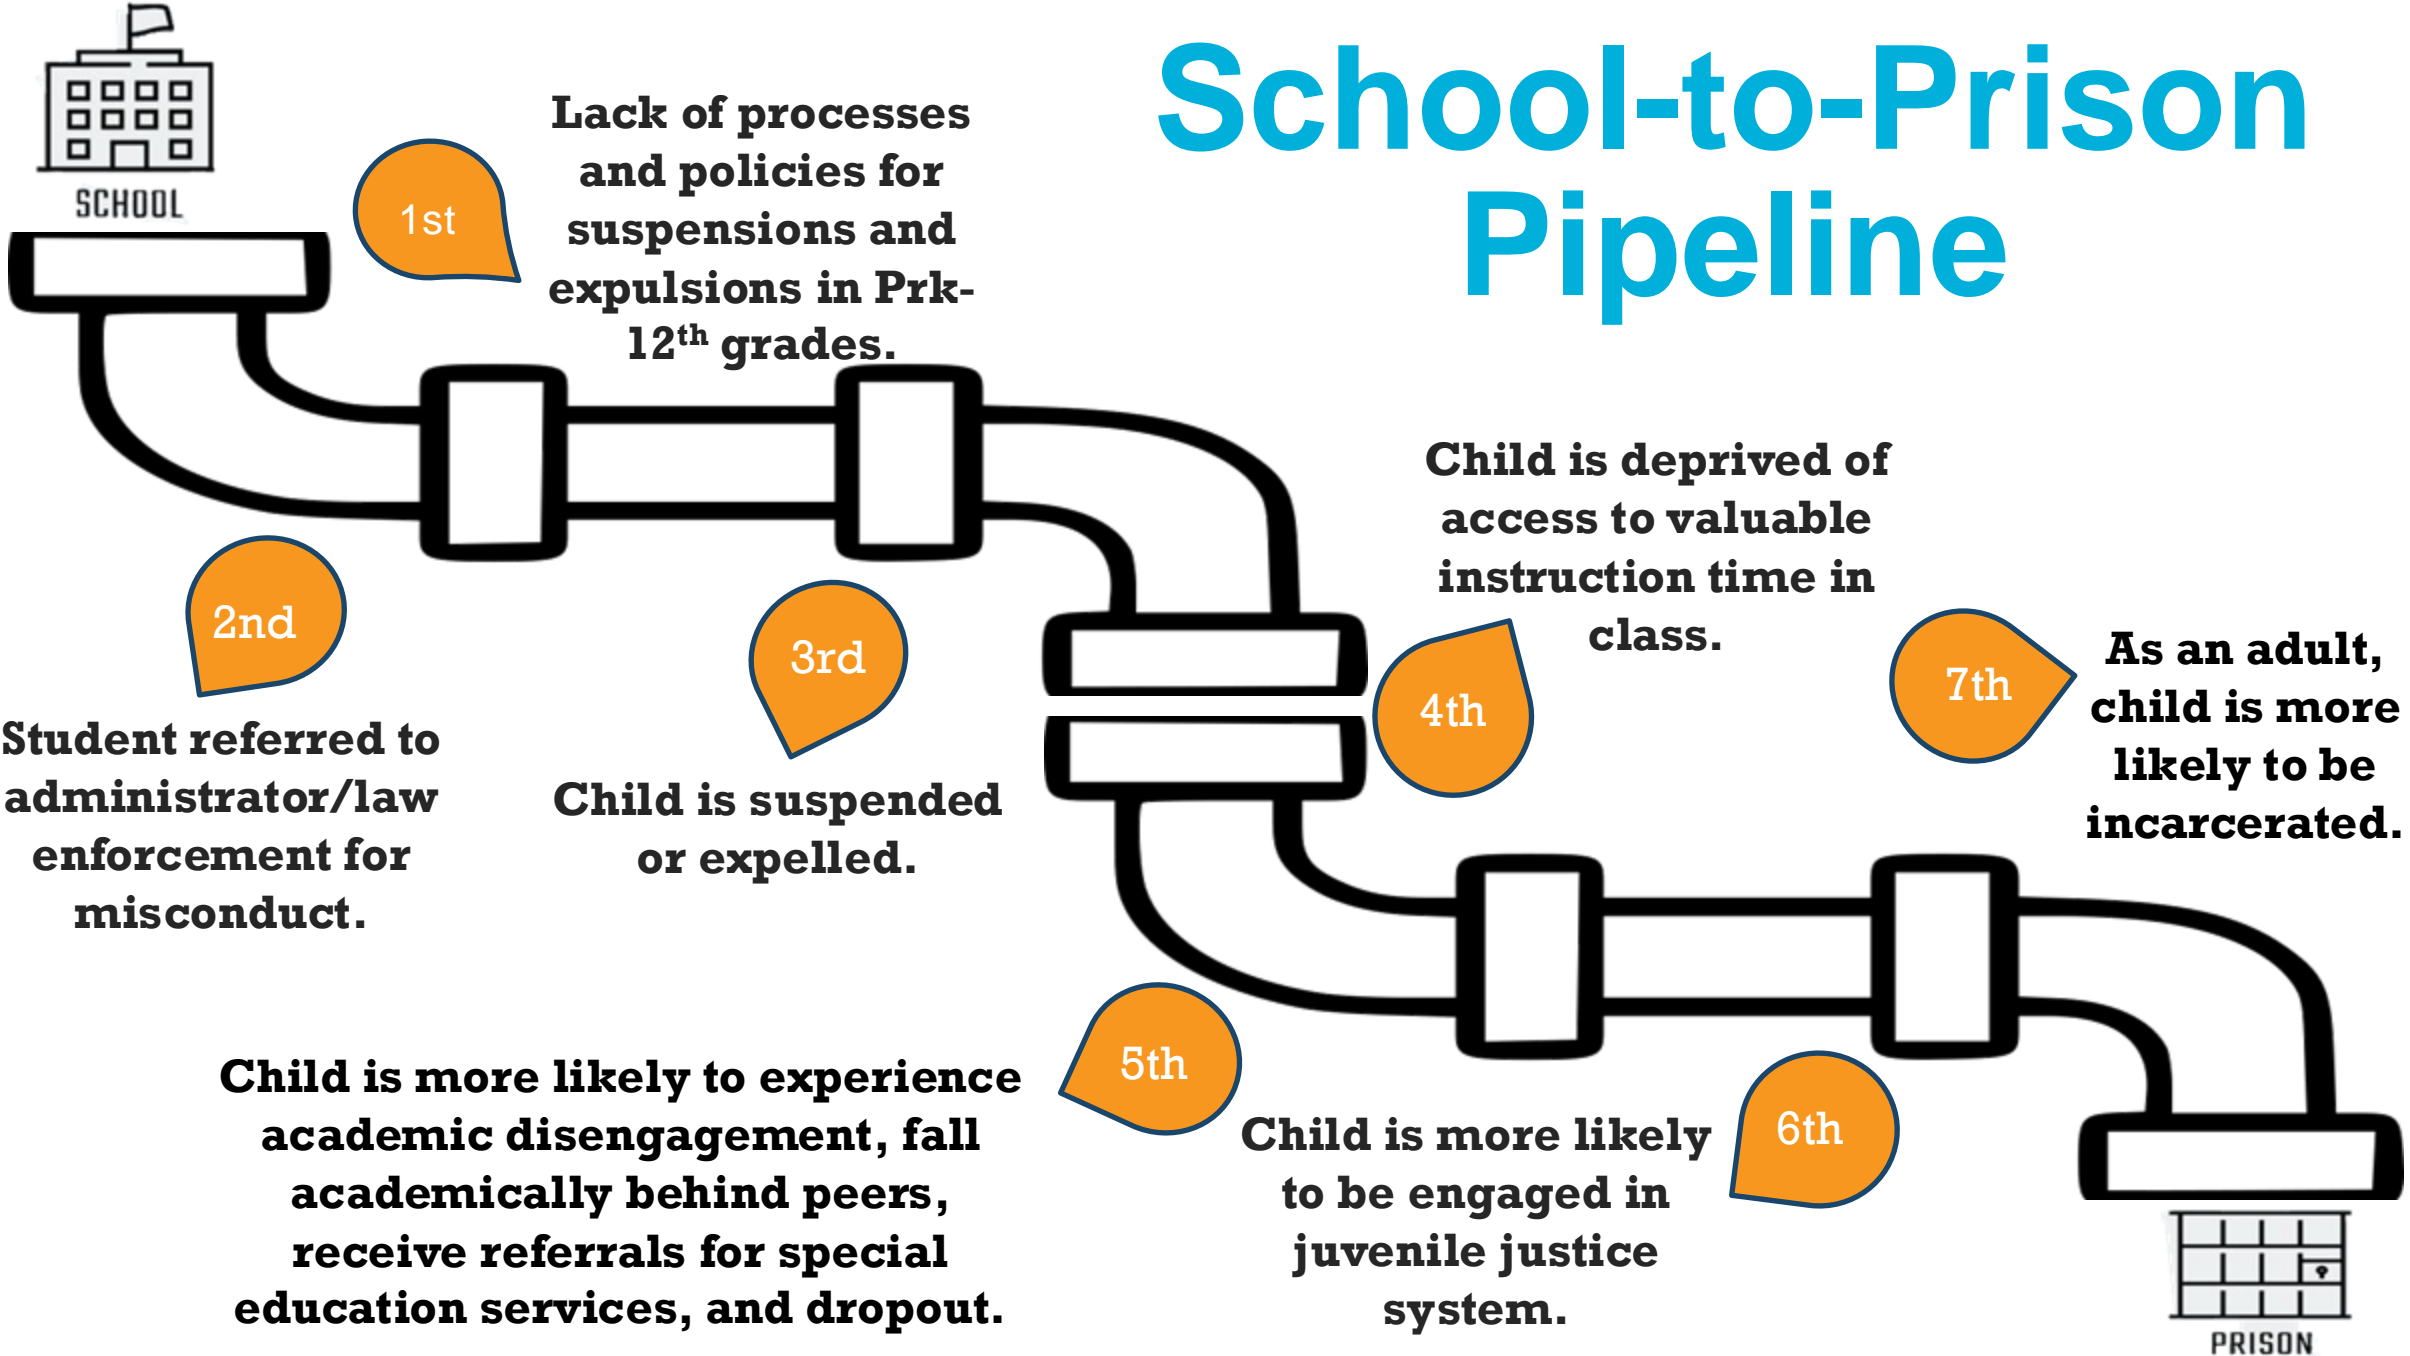 School-to-Prison
Pipeline
SCHOOL
1st
Lack of processes
and policies for
suspensions and
expulsions in Prk-
12th grades.
2nd
Student referred to
administrator/law
enforcement for
misconduct.
3rd
Child is suspended
or expelled.
4th
Child is deprived of
access to valuable
instruction time in
class.
5th
Child is more likely to experience
academic disengagement, fall
academically behind peers,
receive referrals for special
education services, and dropout.
6th
Child is more likely
to be engaged in
juvenile justice
system.
7th
As an adult,
child is more
likely to be
incarcerated.
PRISON